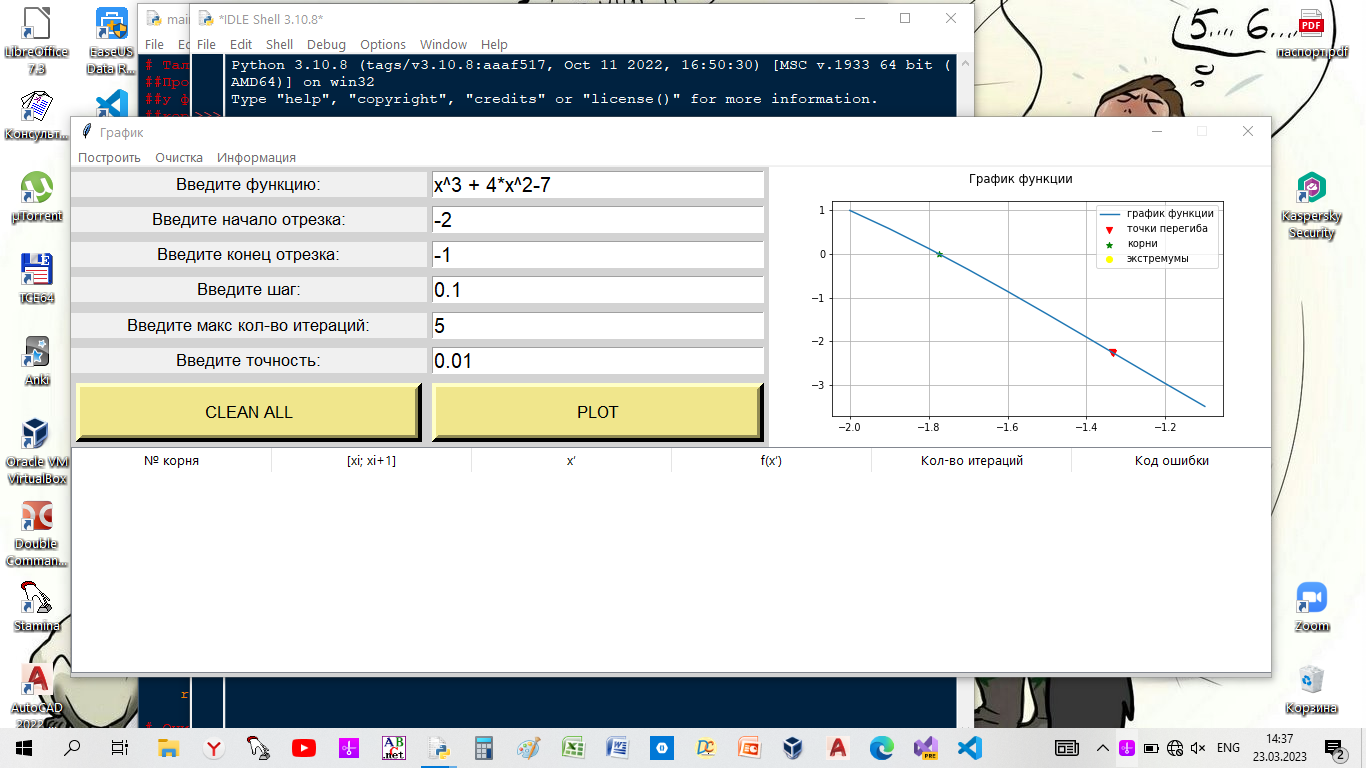 LibreOffice
7.3
EaseUS
Data R...
Консульт...
µTorrent
TCE64
Anki
Oracle VM
VirtualBox
Double
Comman...
Stamina
AutoCAD
2022
*IDLE Shell 3.10.8*
File
File Edit Shell Debug Options Window Help
Python 3.10.8 (tags/v3.10.8:aaaf517, Oct 11 2022, 16:50:30) [MSC v.1933 64 bit (
AMD64)] on win32
Type "help", "copyright", "credits" or "license()" for more information.
>>>
График
Построить Очистка Информация
Введите функцию: x^3 + 4*x^2-7
Введите начало отрезка: -2
Введите конец отрезка: -1
Введите шаг: 0.1
Введите макс кол-во итераций: 5
Введите точность: 0.01
CLEAN ALL PLOT
График функции
график функции
точки перегиба
корни
экстремумы
1
0
−1
−2
−3
−2.0 −1.8 −1.6 −1.4 −1.2
№ корня [xi; xi+1] x' f(x') Кол-во итераций Код ошибки
5.... 6....
PDF
паспорт.pdf
Kaspersky
Security
Zoom
Корзина
ENG
14:37
23.03.2023
2